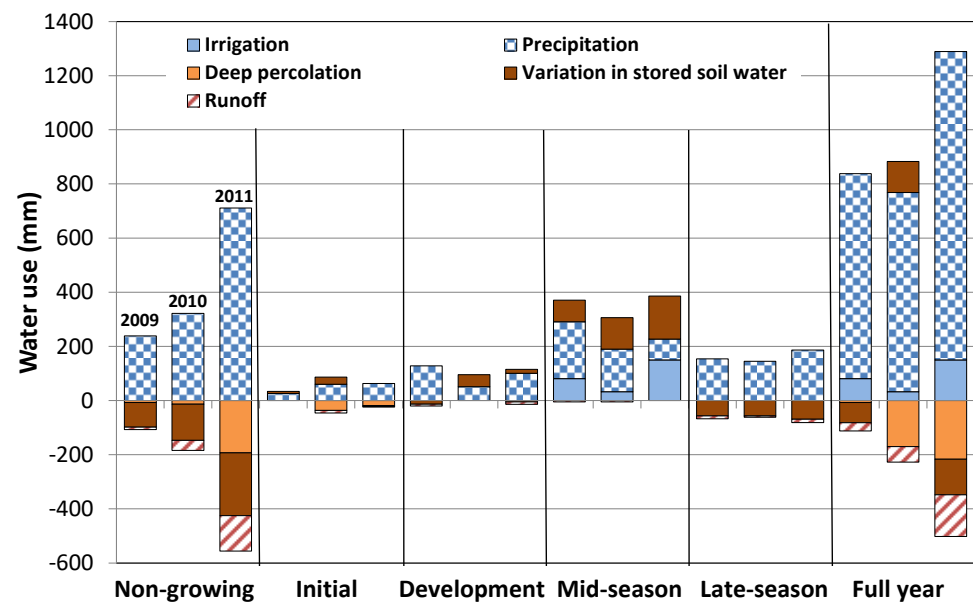 1400
1200
1000
800
600
400
200
0
-200
-400
-600
Water use (mm)
Irrigation
Precipitation
Deep percolation
Variation in stored soil water
Runoff
2009
2010
2011
Non-growing
Initial
Development
Mid-season
Late-season
Full year